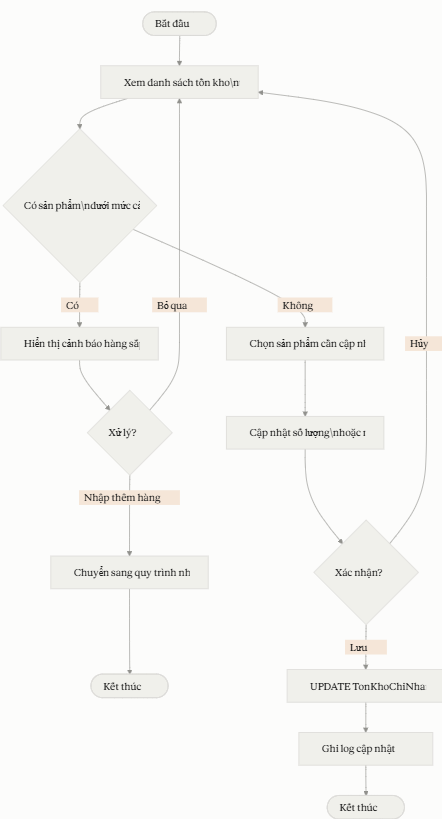 Bắt đầu
Xem danh sách tồn kho\n
Có sản phẩm\ndưới mức cả
Có
Bỏ qua
Không
Hiển thị cảnh báo hàng sắ
Chọn sản phẩm cần cập nh
Hủy
Xử lý?
Cập nhật số lượng\nhoặc
Nhập thêm hàng
Chuyển sang quy trình nh
Xác nhận?
Lưu
Kết thúc
UPDATE TonKhoChiNha
Ghi log cập nhật
Kết thúc